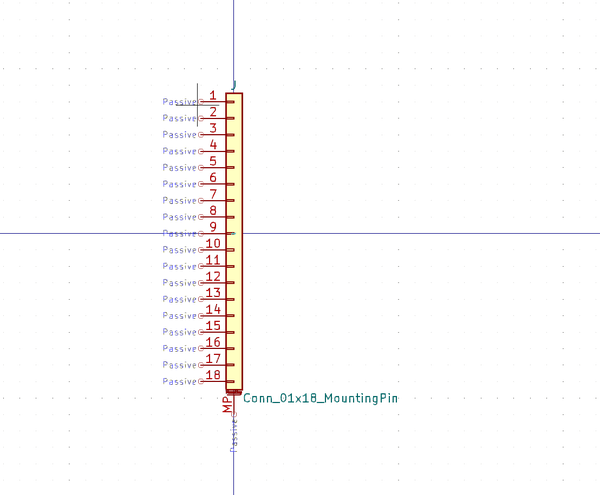 J
Passive 1
Passive 2
Passive 3
Passive 4
Passive 5
Passive 6
Passive 7
Passive 8
Passive 9
Passive 10
Passive 11
Passive 12
Passive 13
Passive 14
Passive 15
Passive 16
Passive 17
Passive 18
Conn_01x18_MountingPin
MP
Passive